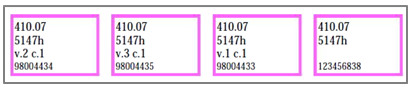 410.07
5147h
v.2 c.1
98004434
410.07
5147h
v.3 c.1
98004435
410.07
5147h
v.1 c.1
98004433
410.07
5147h
123456838